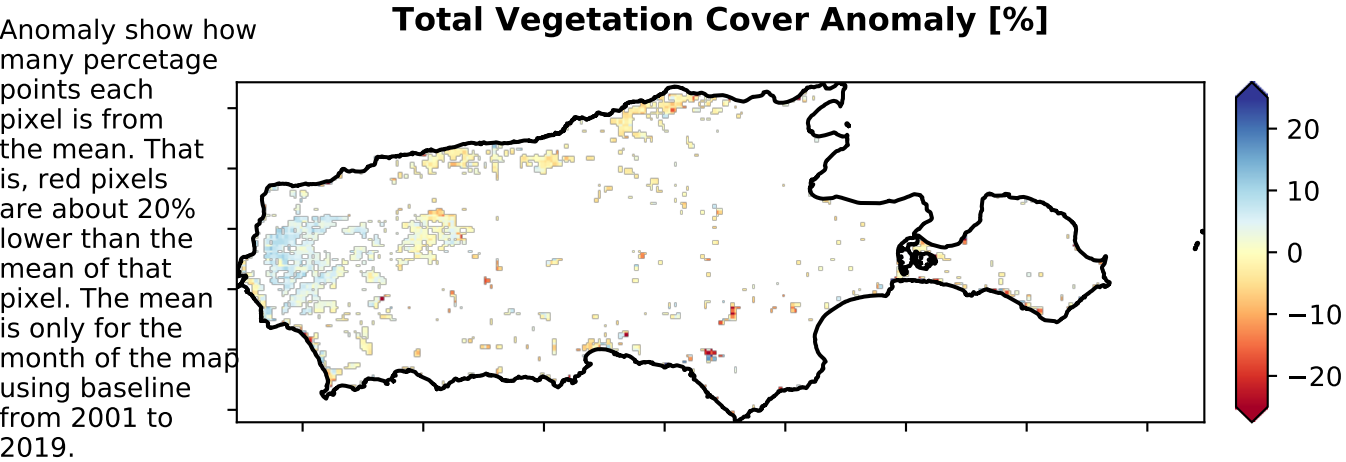 Total Vegetation Cover Anomaly [%]
Anomaly show how
many percetage
points each
pixel is from
the mean. That
is, red pixels
are about 20%
lower than the
mean of that
pixel. The mean
is only for the
month of the map
using baseline
from 2001 to
2019.
20
10
0
−10
−20